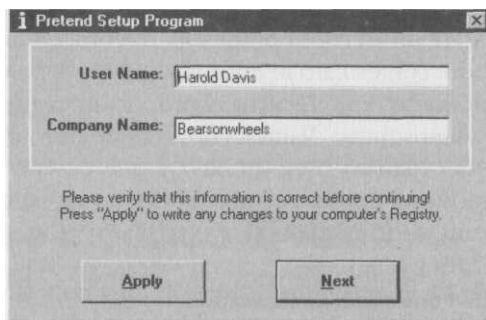 Pretend Setup Program
User Name: Harold Davis
Company Name: Bearsonwheels
Please verify that this information is correct before continuing!
Press "Apply" to write any changes to your computer's Registry.
Apply Next